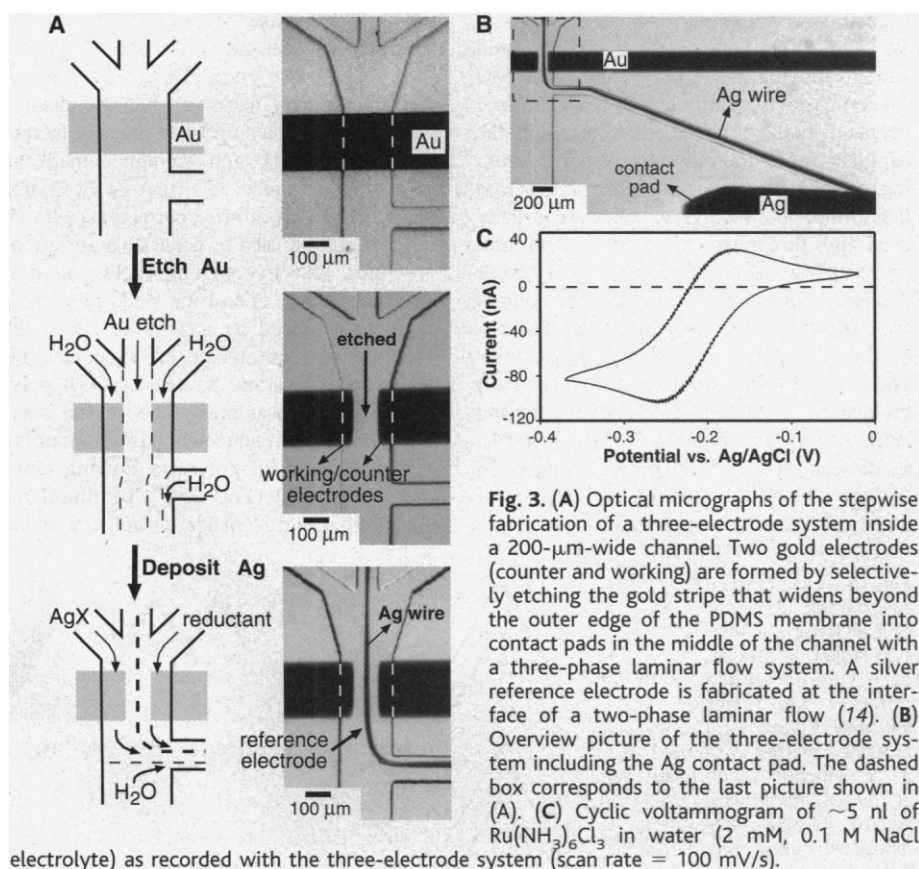 A
Au
Au
100 µm
Etch Au
Au etch
H2O
H2O
H2O
etched
working/counter
electrodes
100 µm
Deposit Ag
AgX
reductant
H2O
Ag wire
reference
electrode
100 µm
B
Au
Ag wire
contact
pad
Ag
200 µm
C
40
0
-40
-80
-120
Current (nA)
-0.4
-0.3
-0.2
-0.1
0
Potential vs. Ag/AgCl (V)
Fig. 3. (A) Optical micrographs of the stepwise
fabrication of a three-electrode system inside
a 200-µm-wide channel. Two gold electrodes
(counter and working) are formed by selective-
ly etching the gold stripe that widens beyond
the outer edge of the PDMS membrane into
contact pads in the middle of the channel with
a three-phase laminar flow system. A silver
reference electrode is fabricated at the inter-
face of a two-phase laminar flow (14). (B)
Overview picture of the three-electrode sys-
tem including the Ag contact pad. The dashed
box corresponds to the last picture shown in
(A). (C) Cyclic voltammogram of ~5 nl of
Ru(NH3)6Cl3 in water (2 mM, 0.1 M NaCl
electrolyte) as recorded with the three-electrode system (scan rate = 100 mV/s).